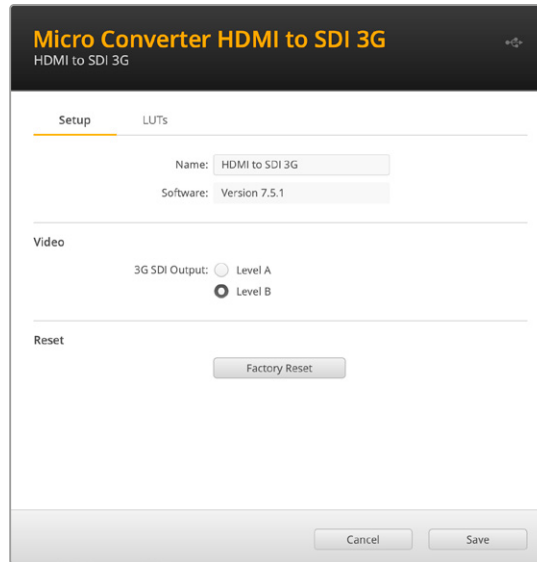 Micro Converter HDMI to SDI 3G
HDMI to SDI 3G
Setup LUTs
Name: HDMI to SDI 3G
Software: Version 7.5.1
Video
3G SDI Output: Level A
Level B
Reset
Factory Reset
Cancel Save